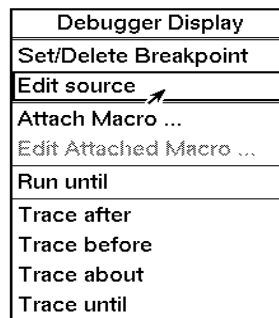 Debugger Display
Set/Delete Breakpoint
Edit source
Attach Macro ...
Edit Attached Macro ...
Run until
Trace after
Trace before
Trace about
Trace until